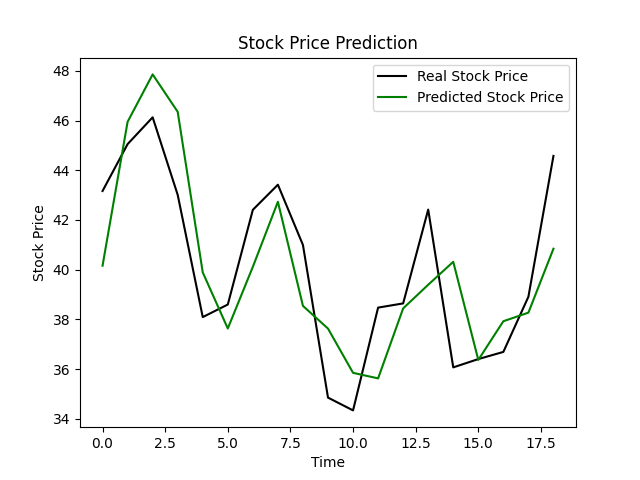 Stock Price Prediction
Real Stock Price
Predicted Stock Price
Stock Price
48
46
44
42
40
38
36
34
0.0 2.5 5.0 7.5 10.0 12.5 15.0 17.5
Time